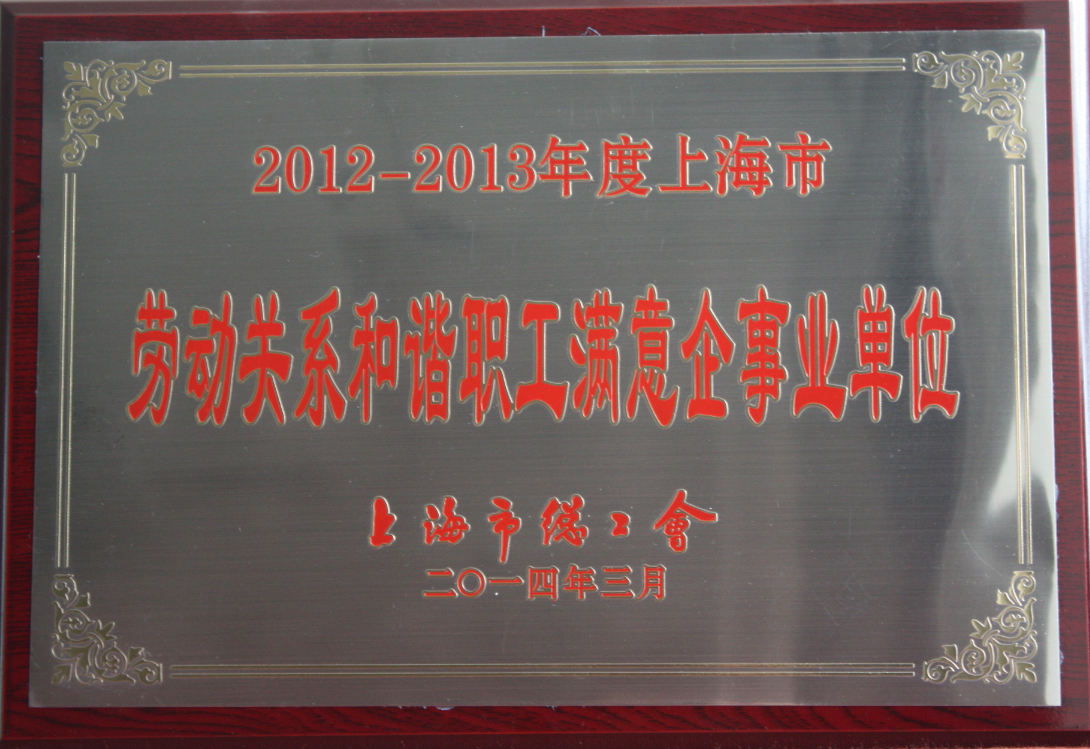 2012-2013年度上海市
劳动关系和谐职工满意企事业单位
上海市總工會
二〇一四年三月